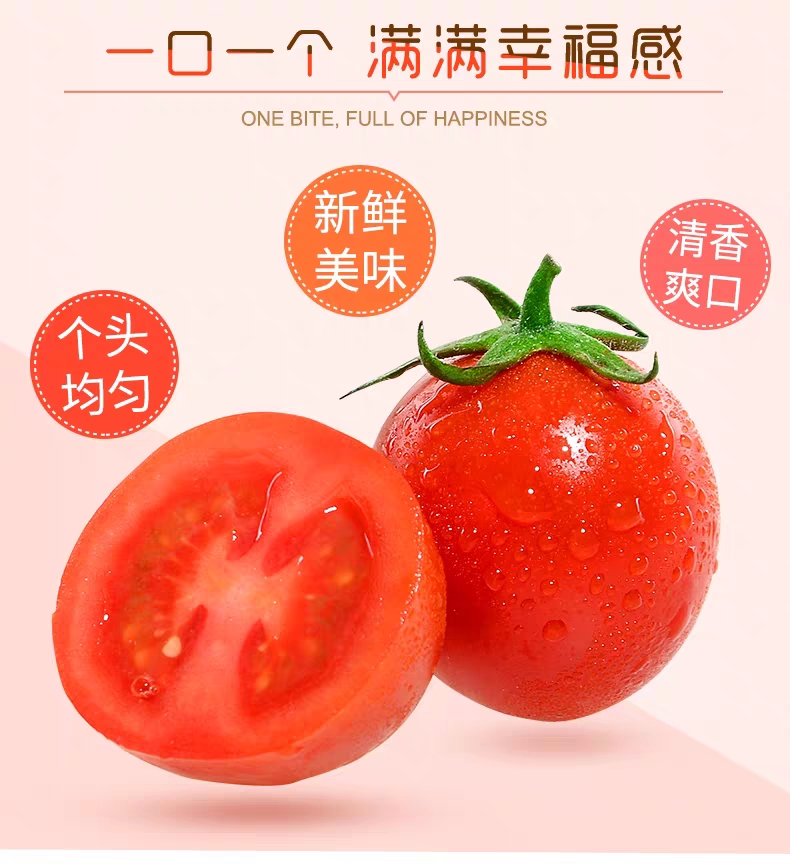 一口一个 满满幸福感
ONE BITE, FULL OF HAPPINESS
新鲜
美味
清香
爽口
个头
均匀